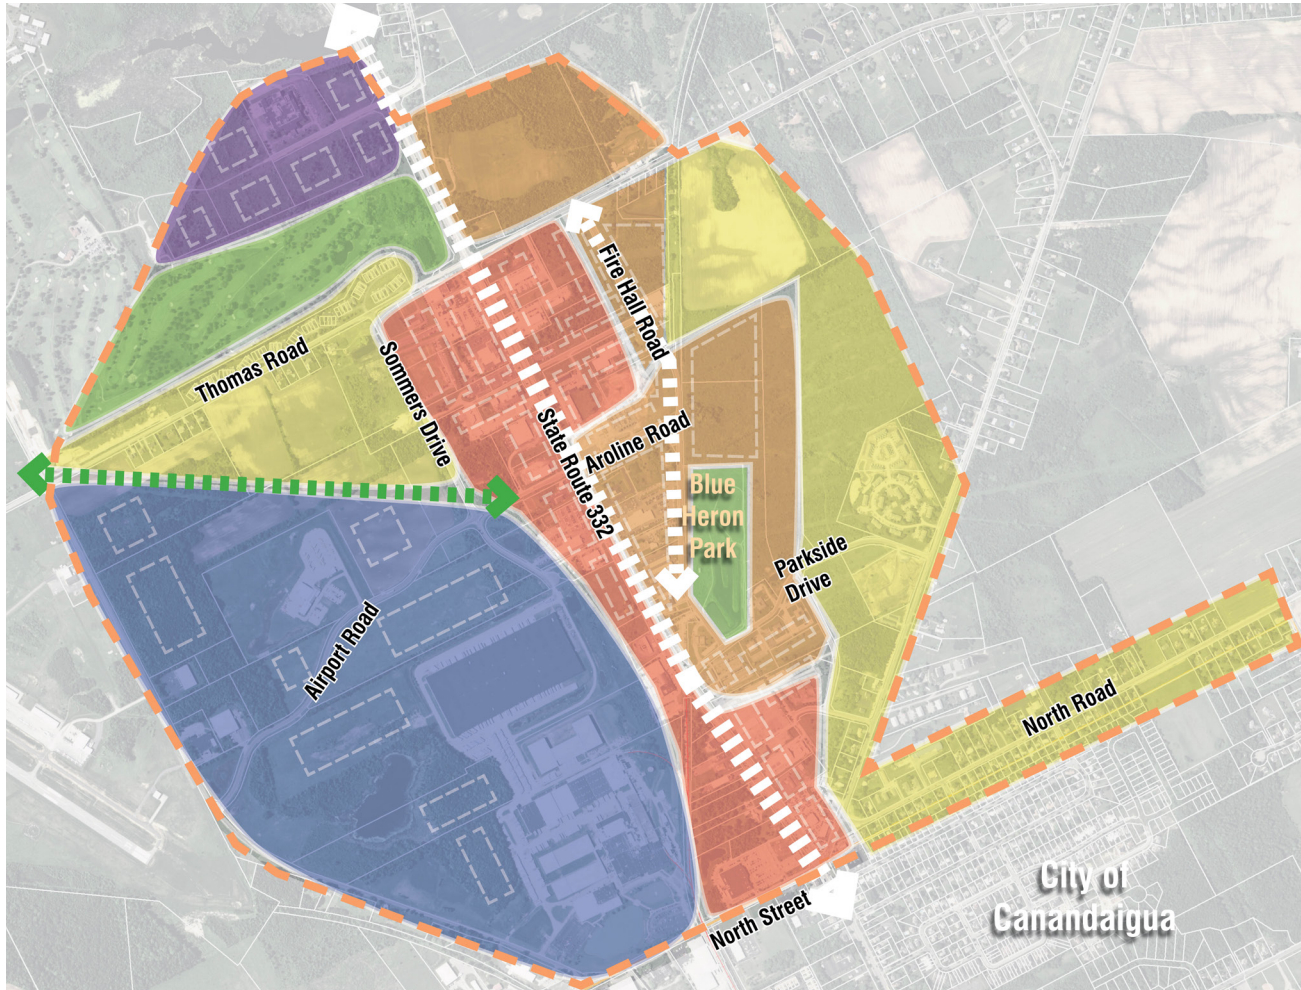 Fire Hall Road
Thomas Road
Sommers Drive
State Route 332
Aroline Road
Blue
Heron
Park
Parkside
Drive
Airport Road
North Road
City of
Canandaigua
North Street